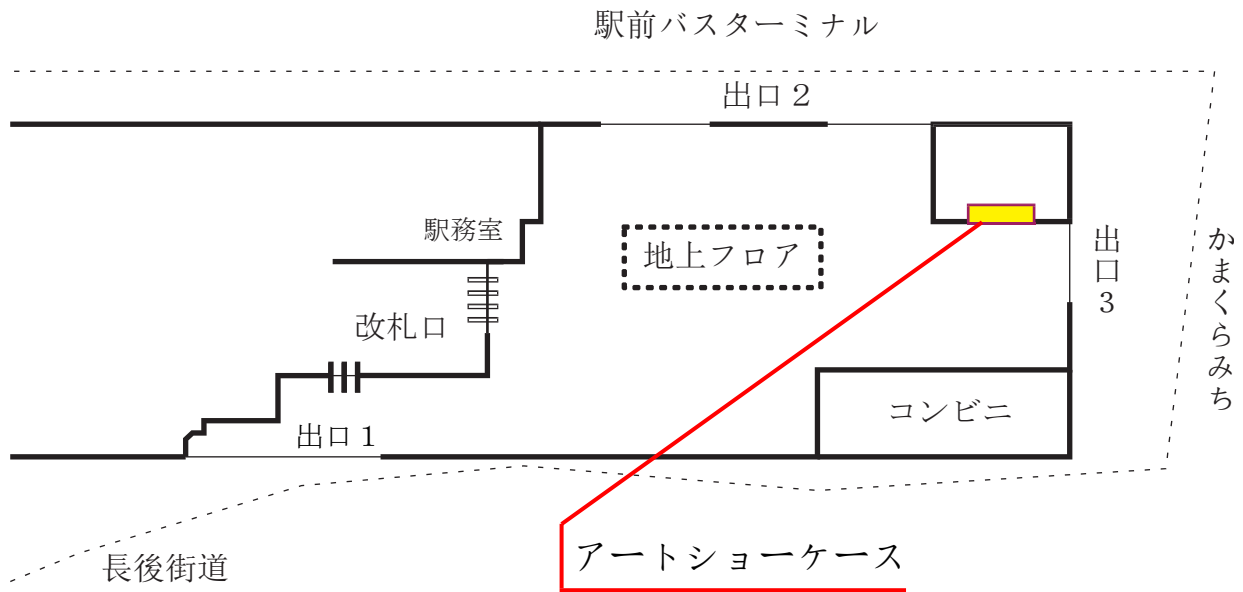 駅前バスターミナル
出口２
駅務室
地上フロア
出口３
かまくらみち
改札口
コンビニ
出口１
アートショーケース
長後街道